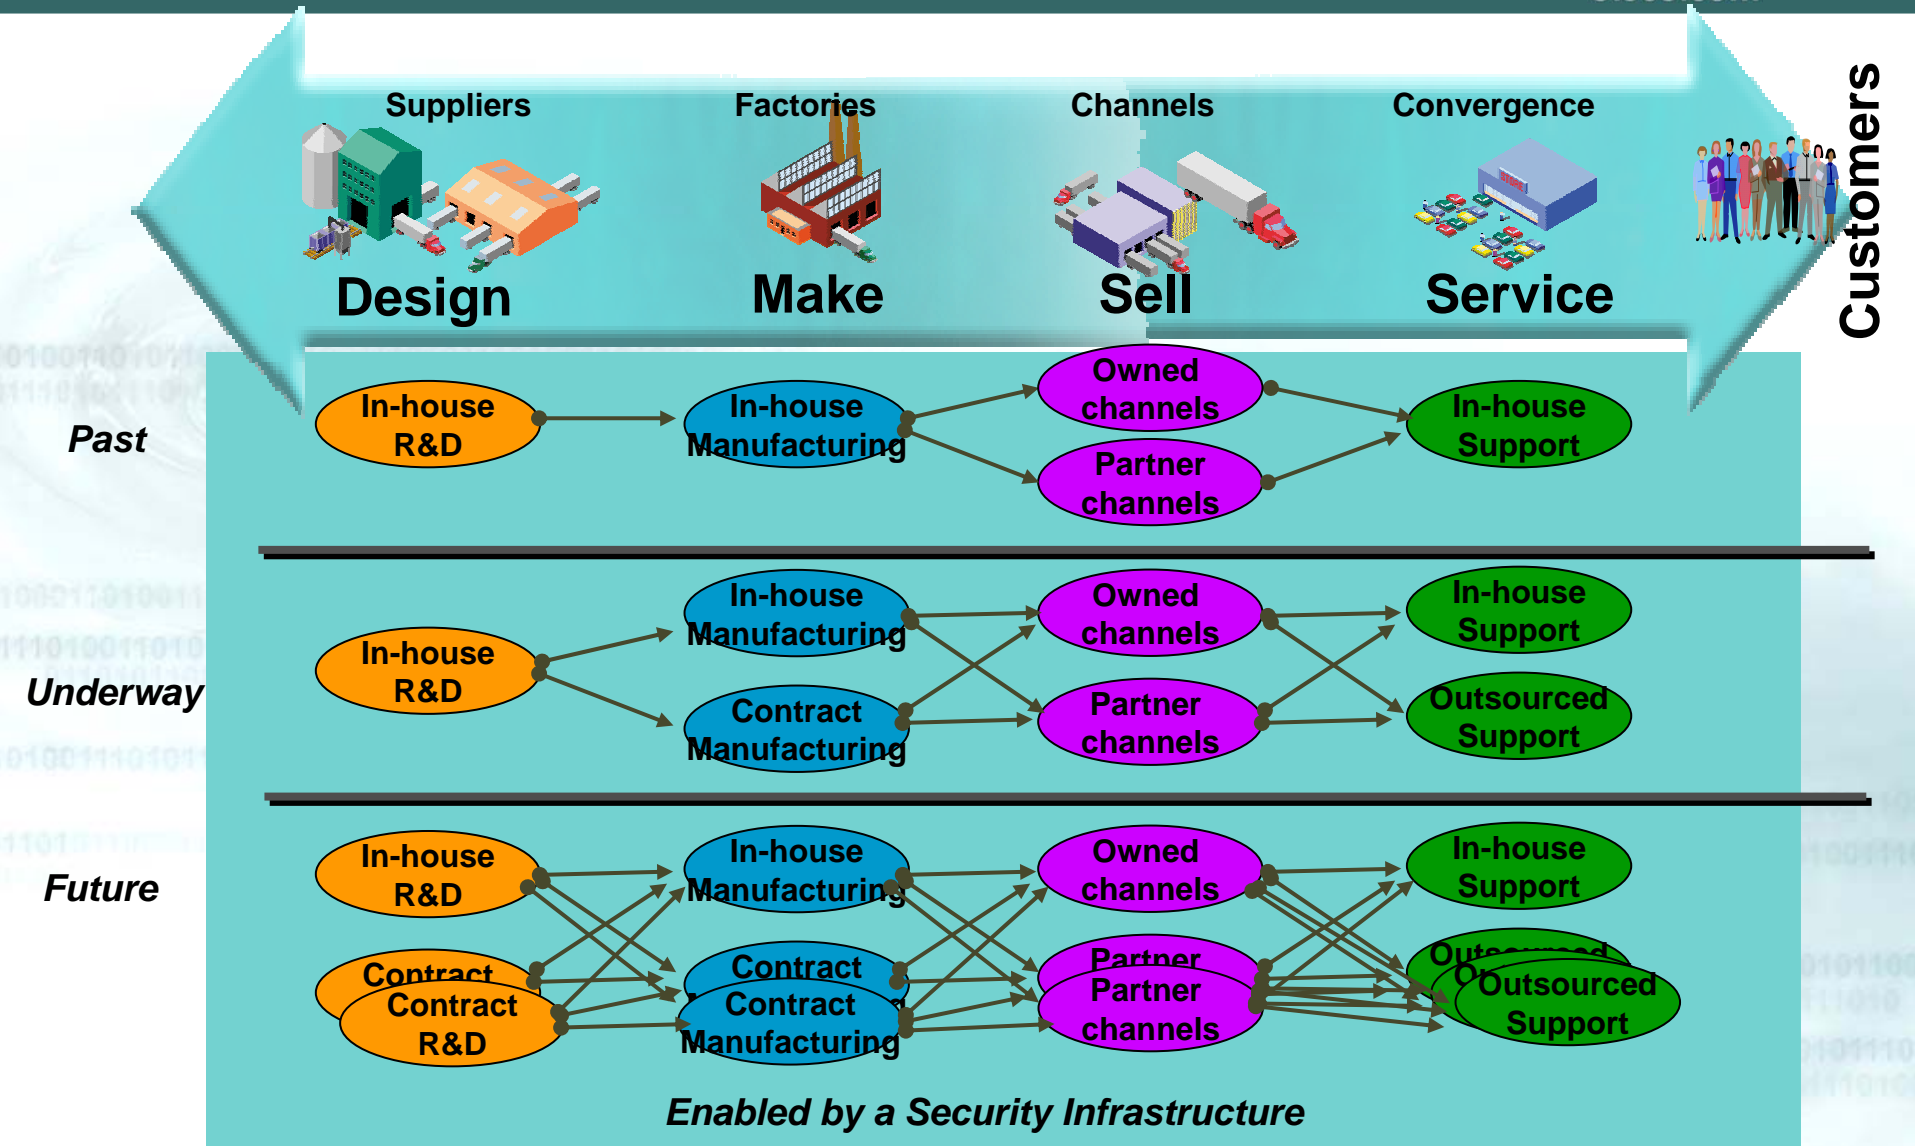 Suppliers
Factories
Channels
Convergence
Customers
STORE
Design
Make
Sell
Service
Past
In-house
R&D
In-house
Manufacturing
Owned
channels
Partner
channels
In-house
Support
Underway
In-house
R&D
In-house
Manufacturing
Contract
Manufacturing
Owned
channels
Partner
channels
In-house
Support
Outsourced
Support
Future
In-house
R&D
Contract
Contract
R&D
In-house
Manufacturing
Contract
Contract
Manufacturing
Owned
channels
Partner
Partner
channels
In-house
Support
Outsourced
Outsourced
Support
Enabled by a Security Infrastructure